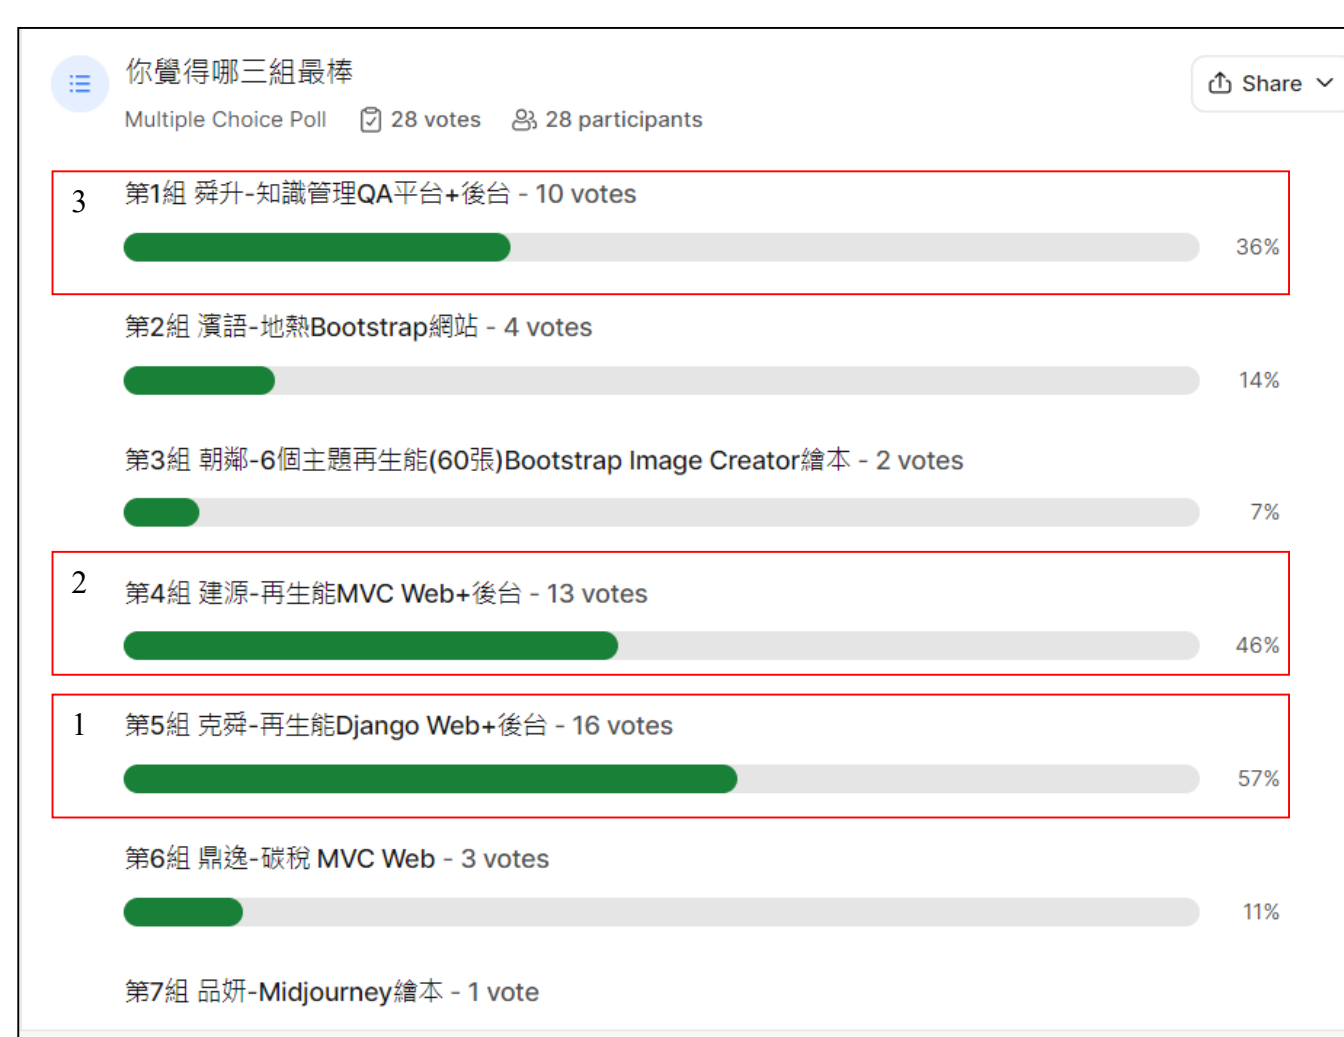 你覺得哪三組最棒
Share
Multiple Choice Poll 28 votes 28 participants
3 第1組 舜升-知識管理QA平台+後台 - 10 votes
36%
第2組 濱語-地熱Bootstrap網站 - 4 votes
14%
第3組 朝鄰-6個主題再生能(60張)Bootstrap Image Creator繪本 - 2 votes
7%
2 第4組 建源-再生能MVC Web+後台 - 13 votes
46%
1 第5組 克舜-再生能Django Web+後台 - 16 votes
57%
第6組 鼎逸-碳稅 MVC Web - 3 votes
11%
第7組 品妍-Midjourney繪本 - 1 vote